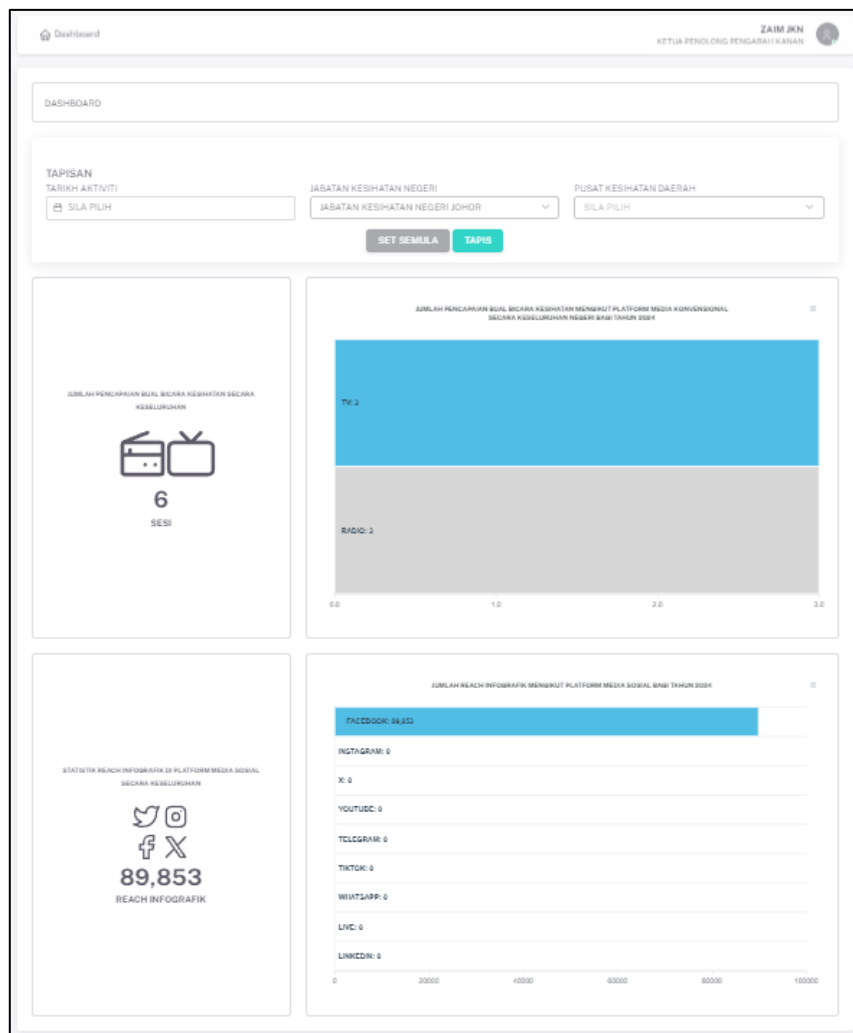 Dashboard
ZAIM JKN
KETUA PENOLONG PENGARAH KANAN
DASHBOARD
TAPISAN
TARIKH AKTIVITI
SILA PILIH
JABATAN KESIHATAN NEGERI
JABATAN KESIHATAN NEGERI JOHOR
PUSAT KESIHATAN DAERAH
SILA PILIH
SET SEMULA
TAPIS
JUMLAH PENCAPAIAN BUAL BICARA KESIHATAN SECARA
KESELURUHAN
6
SESI
JUMLAH PENCAPAIAN BUAL BICARA KESIHATAN MENGIKUT PLATFORM MEDIA KONVENSIONAL
SECARA KESELURUHAN NEGERI BAGI TAHUN 2024
TV: 3
RADIO: 3
0.0 1.0 2.0 3.0
STATISTIK REACH INFOGRAFIK DI PLATFORM MEDIA SOSIAL
SECARA KESELURUHAN
89,853
REACH INFOGRAFIK
JUMLAH REACH INFOGRAFIK MENGIKUT PLATFORM MEDIA SOSIAL BAGI TAHUN 2024
FACEBOOK: 89,853
INSTAGRAM: 0
X: 0
YOUTUBE: 0
TELEGRAM: 0
TIKTOK: 0
WHATSAPP: 0
LIVE: 0
LINKEDIN: 0
0 20000 40000 60000 80000 100000